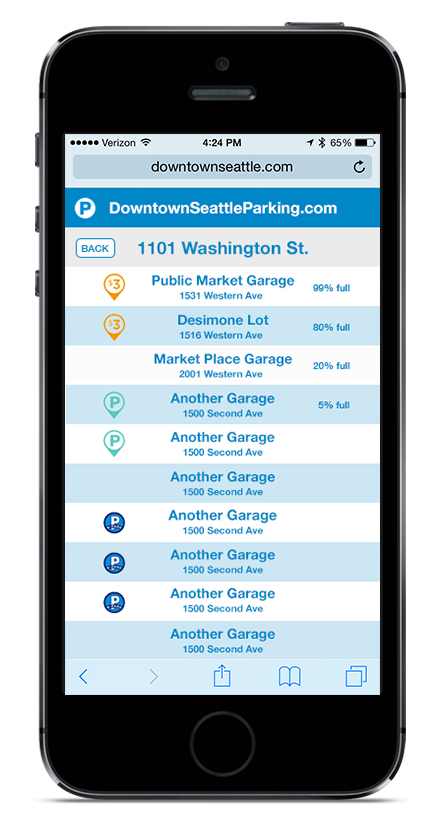 Verizon 4:24 PM 65%
downtownseattle.com
P DowntownSeattleParking.com
BACK 1101 Washington St.
$3 Public Market Garage 99% full
1531 Western Ave
$3 Desimone Lot 80% full
1516 Western Ave
Market Place Garage 20% full
2001 Western Ave
P Another Garage 5% full
1500 Second Ave
P Another Garage
1500 Second Ave
Another Garage
1500 Second Ave
P Another Garage
1500 Second Ave
P Another Garage
1500 Second Ave
P Another Garage
1500 Second Ave
Another Garage
1500 Second Ave